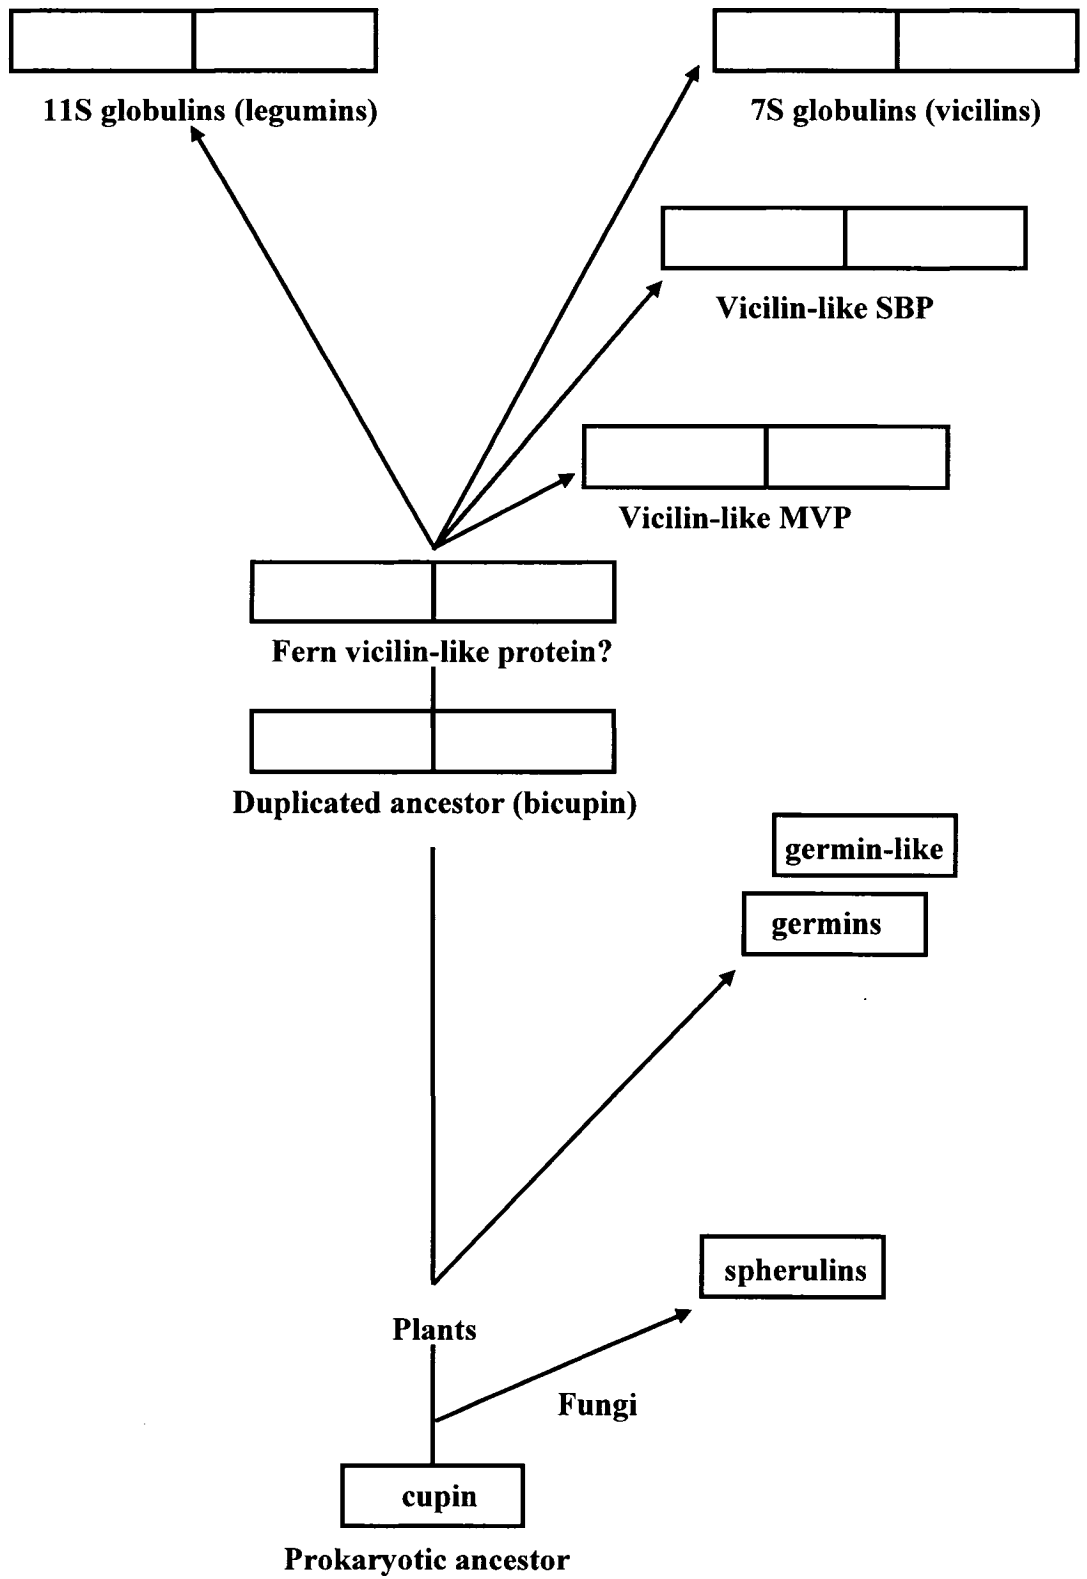 11S globulins (legumins)
7S globulins (vicilins)
Vicilin-like SBP
Vicilin-like MVP
Fern vicilin-like protein?
Duplicated ancestor (bicupin)
germin-like
germins
spherulins
Plants
Fungi
cupin
Prokaryotic ancestor